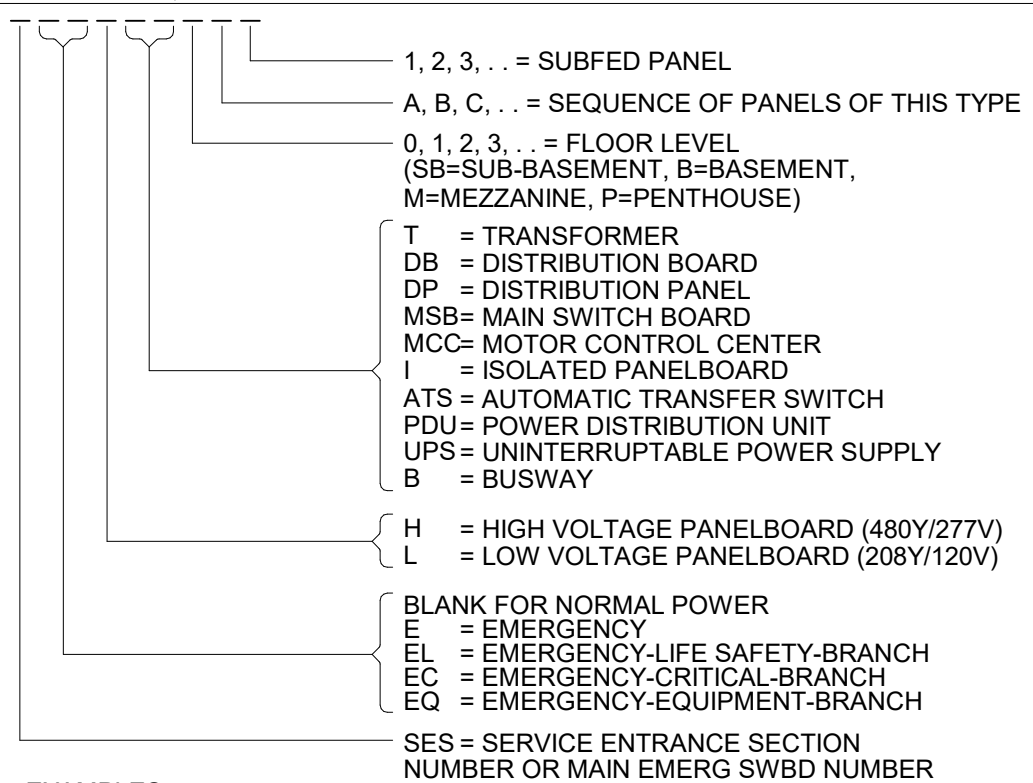 1, 2, 3, . . = SUBFED PANEL
A, B, C, . . = SEQUENCE OF PANELS OF THIS TYPE
0, 1, 2, 3, . . = FLOOR LEVEL
(SB=SUB-BASEMENT, B=BASEMENT,
M=MEZZANINE, P=PENTHOUSE)
T = TRANSFORMER
DB = DISTRIBUTION BOARD
DP = DISTRIBUTION PANEL
MSB= MAIN SWITCH BOARD
MCC= MOTOR CONTROL CENTER
I = ISOLATED PANELBOARD
ATS = AUTOMATIC TRANSFER SWITCH
PDU= POWER DISTRIBUTION UNIT
UPS = UNINTERRUPTABLE POWER SUPPLY
B = BUSWAY
H = HIGH VOLTAGE PANELBOARD (480Y/277V)
L = LOW VOLTAGE PANELBOARD (208Y/120V)
BLANK FOR NORMAL POWER
E = EMERGENCY
EL = EMERGENCY-LIFE SAFETY-BRANCH
EC = EMERGENCY-CRITICAL-BRANCH
EQ = EMERGENCY-EQUIPMENT-BRANCH
SES = SERVICE ENTRANCE SECTION
NUMBER OR MAIN EMERG SWBD NUMBER